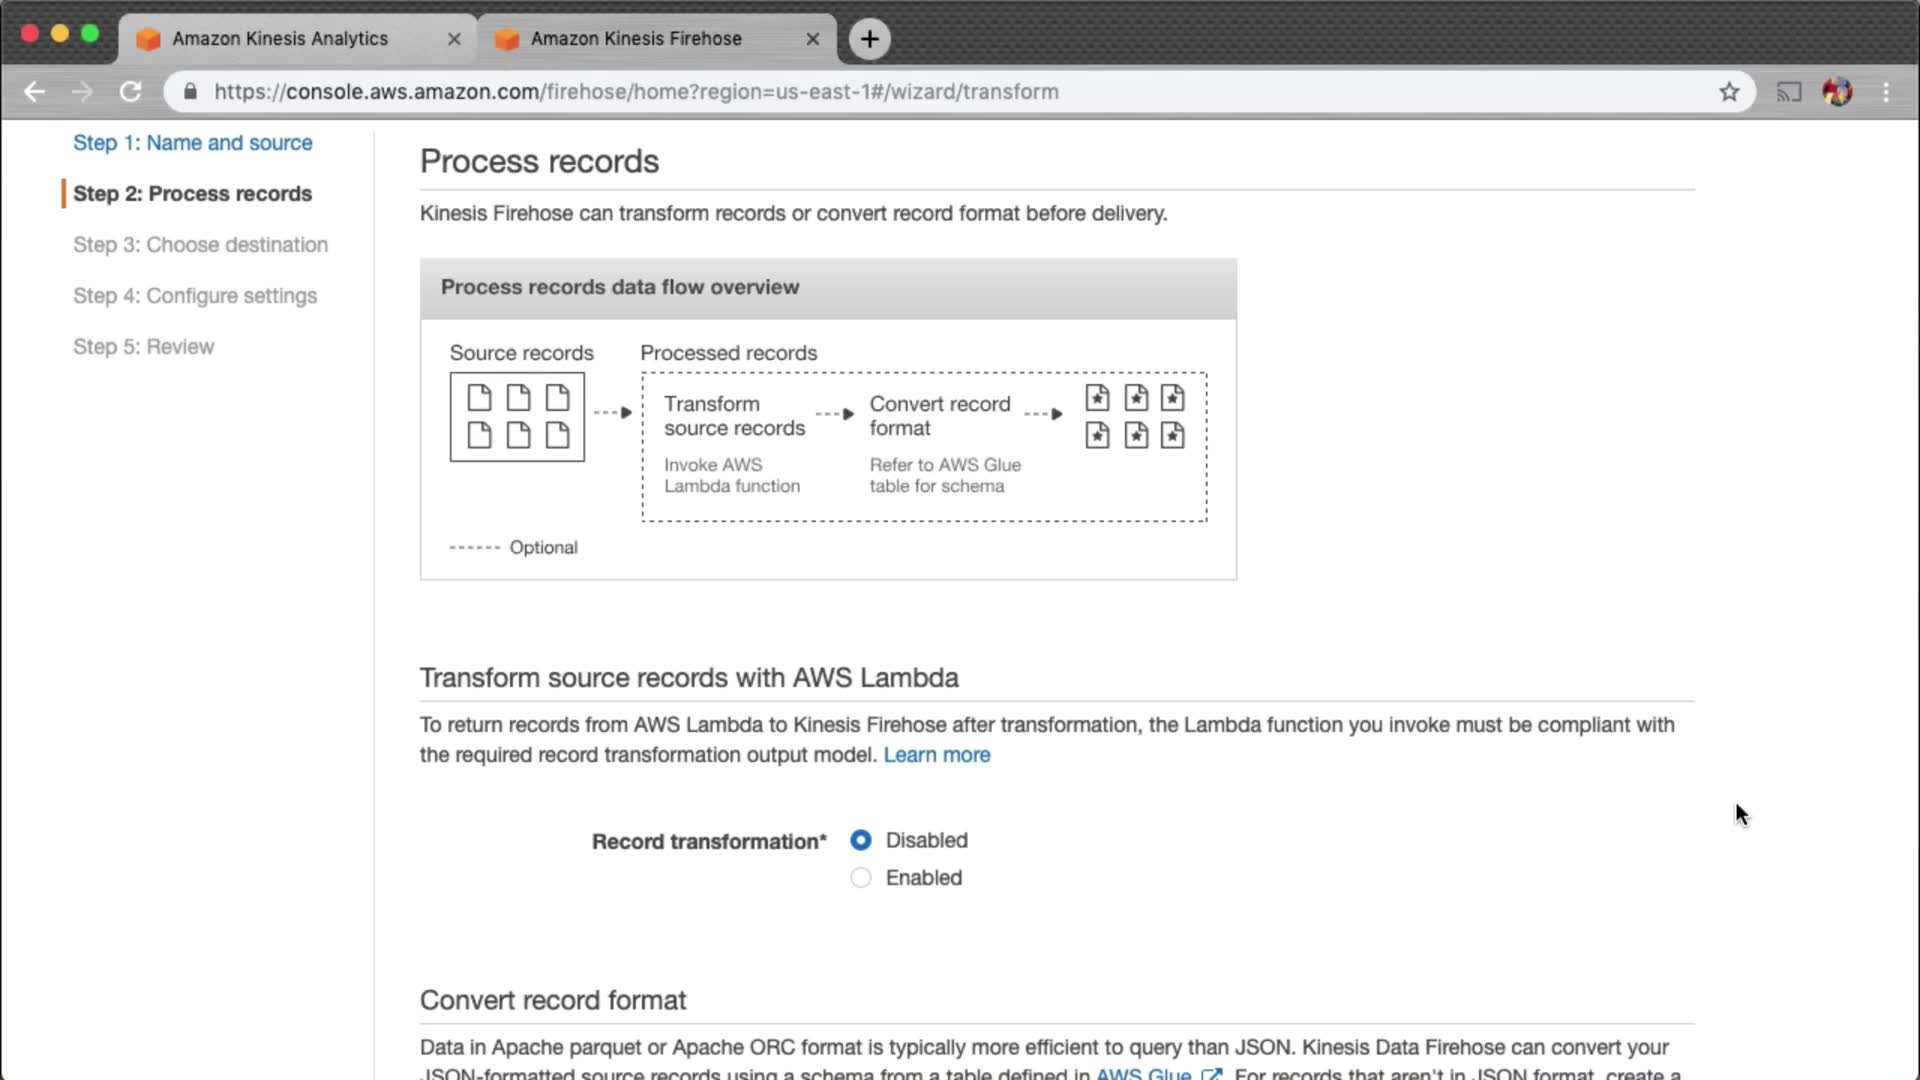 Amazon Kinesis Analytics
Amazon Kinesis Firehose
https://console.aws.amazon.com/firehose/home?region=us-east-1#/wizard/transform
Step 1: Name and source
Step 2: Process records
Step 3: Choose destination
Step 4: Configure settings
Step 5: Review
Process records
Kinesis Firehose can transform records or convert record format before delivery.
Process records data flow overview
Source records
Processed records
Transform
source records
Invoke AWS
Lambda function
Convert record
format
Refer to AWS Glue
table for schema
Optional
Transform source records with AWS Lambda
To return records from AWS Lambda to Kinesis Firehose after transformation, the Lambda function you invoke must be compliant with
the required record transformation output model. Learn more
Record transformation*
Disabled
Enabled
Convert record format
Data in Apache parquet or Apache ORC format is typically more efficient to query than JSON. Kinesis Data Firehose can convert your
JSON-formatted source records using a schema from a table defined in AWS Glue. For records that aren't in JSON format, create a